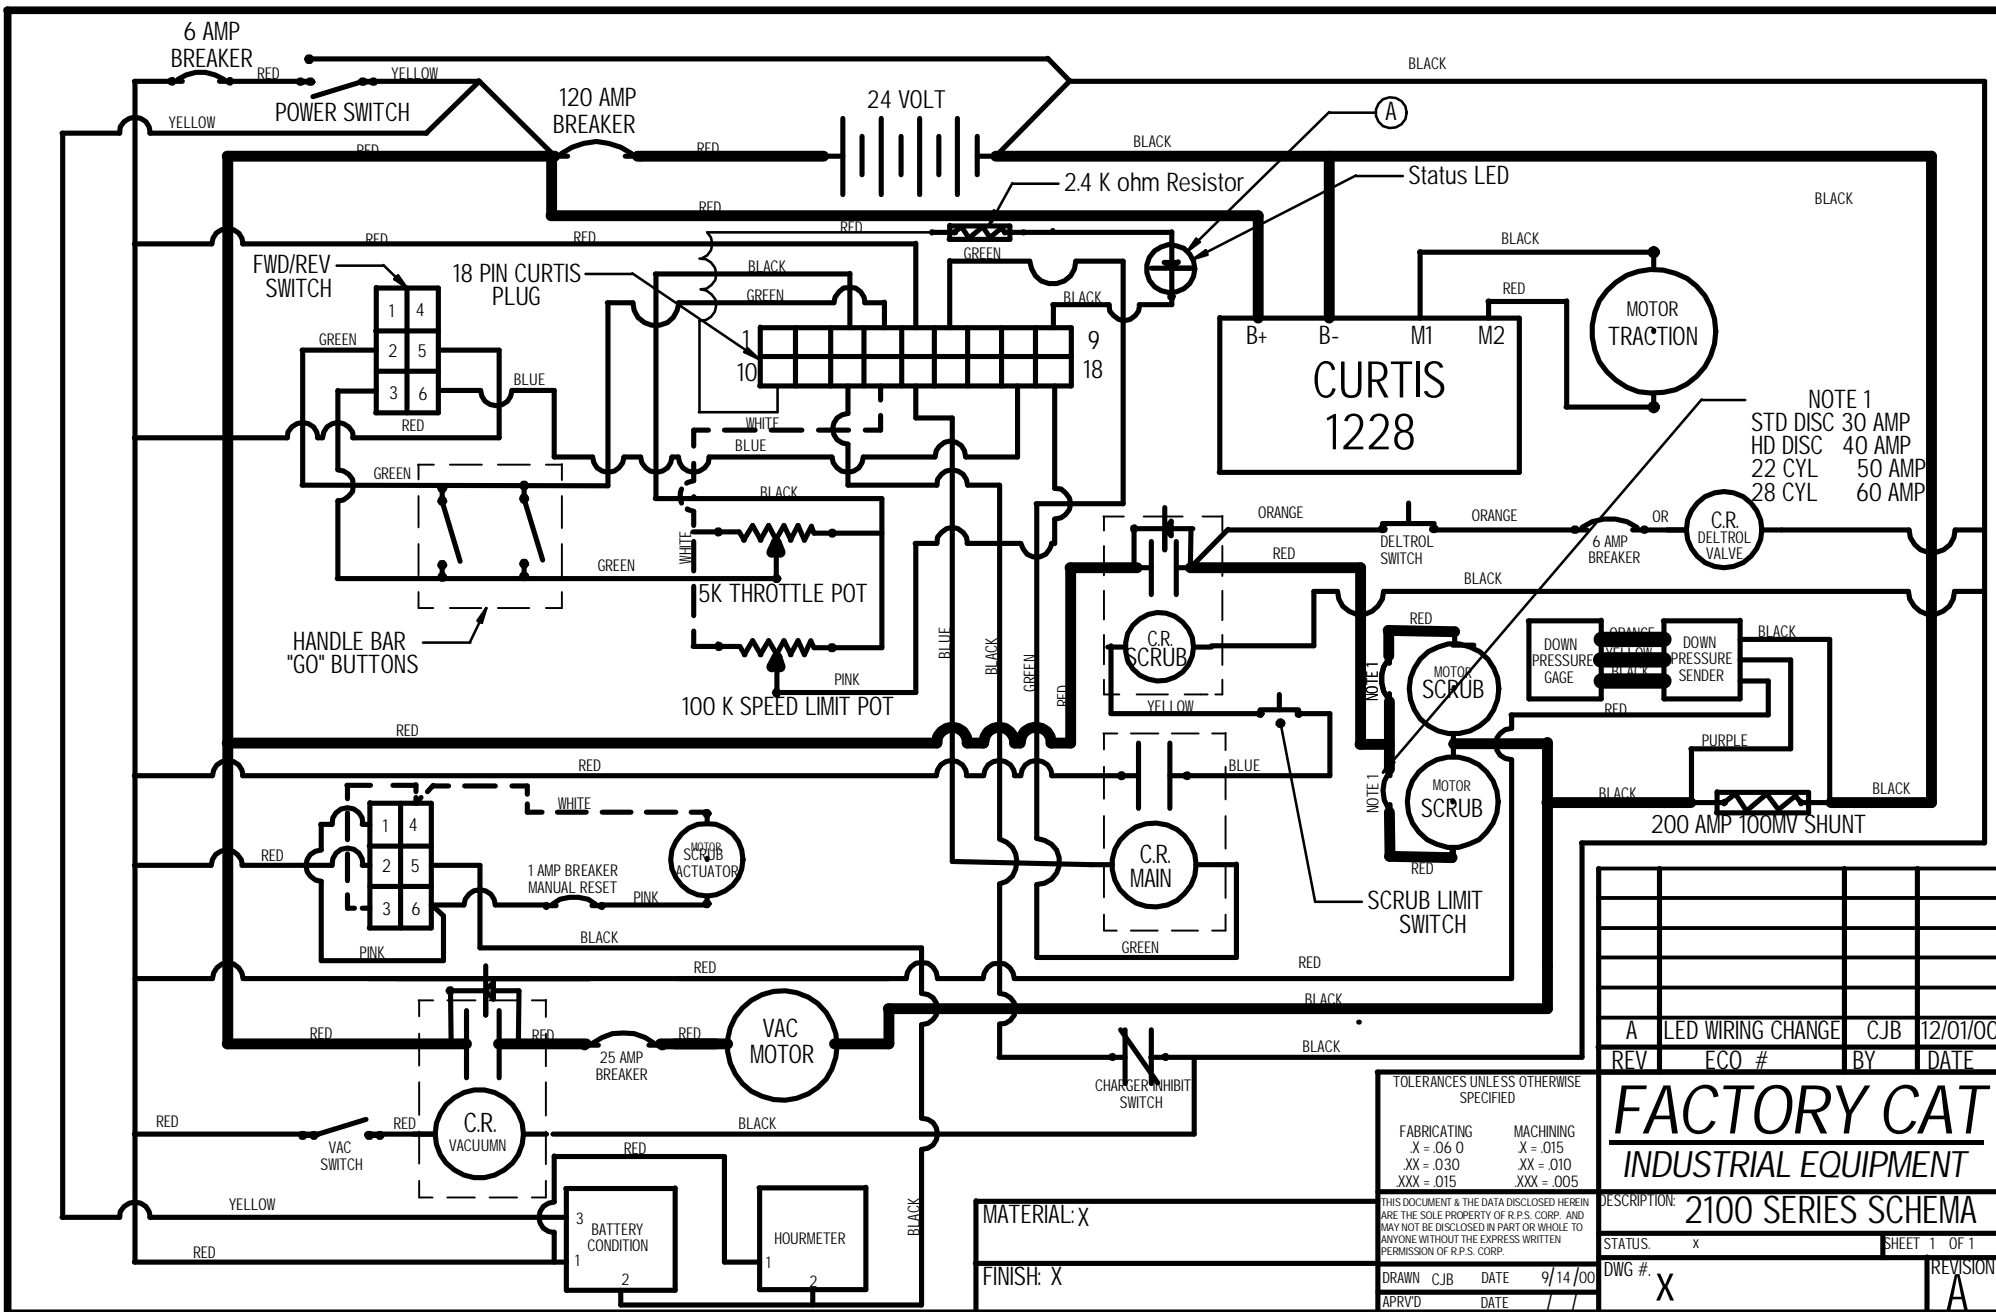 6 AMP
BREAKER
RED
YELLOW
POWER SWITCH
YELLOW
120 AMP
BREAKER
RED
RED
24 VOLT
BLACK
A
BLACK
2.4 K ohm Resistor
Status LED
BLACK
RED
RED
RED
RED
GREEN
FWD/REV
SWITCH
18 PIN CURTIS
PLUG
BLACK
GREEN
BLACK
BLACK
RED
MOTOR
TRACTION
1 4
2 5
3 6
GREEN
BLUE
RED
1
9
10
18
B+
B-
M1
M2
CURTIS
1228
NOTE 1
STD DISC 30 AMP
HD DISC 40 AMP
22 CYL 50 AMP
28 CYL 60 AMP
WHITE
BLUE
GREEN
BLACK
WHITE
GREEN
5K THROTTLE POT
HANDLE BAR
"GO" BUTTONS
PINK
100 K SPEED LIMIT POT
BLUE
BLACK
GREEN
RED
ORANGE
DELTROL
SWITCH
ORANGE
6 AMP
BREAKER
OR
C.R.
DELTROL
VALVE
RED
BLACK
C.R.
SCRUB
YELLOW
RED
NOTE 1
MOTOR
SCRUB
DOWN
PRESSURE
GAGE
ORANGE
YELLOW
BLACK
DOWN
PRESSURE
SENDER
BLACK
RED
PURPLE
RED
RED
BLUE
NOTE 1
MOTOR
SCRUB
RED
BLACK
BLACK
200 AMP 100MV SHUNT
WHITE
1 4
2 5
3 6
RED
1 AMP BREAKER
MANUAL RESET
PINK
MOTOR
SCRUB
ACTUATOR
C.R.
MAIN
SCRUB LIMIT
SWITCH
GREEN
BLACK
PINK
RED
RED
BLACK
RED
RED
25 AMP
BREAKER
RED
VAC
MOTOR
CHARGER INHIBIT
SWITCH
BLACK
RED
VAC
SWITCH
RED
C.R.
VACUUMN
BLACK
RED
YELLOW
RED
3
BATTERY
CONDITION
1
2
HOURMETER
1
2
BLACK
A LED WIRING CHANGE CJB 12/01/00
REV ECO # BY DATE
TOLERANCES UNLESS OTHERWISE
SPECIFIED
FABRICATING MACHINING
.X = .06 0 .X = .015
.XX = .030 .XX = .010
.XXX = .015 .XXX = .005
THIS DOCUMENT & THE DATA DISCLOSED HEREIN
ARE THE SOLE PROPERTY OF R.P.S. CORP. AND
MAY NOT BE DISCLOSED IN PART OR WHOLE TO
ANYONE WITHOUT THE EXPRESS WRITTEN
PERMISSION OF R.P.S. CORP.
DRAWN CJB DATE 9/14/00
APRV'D DATE / /
MATERIAL: X
FINISH: X
FACTORY CAT
INDUSTRIAL EQUIPMENT
DESCRIPTION: 2100 SERIES SCHEMA
STATUS. x SHEET 1 OF 1
DWG #. X
REVISION
A